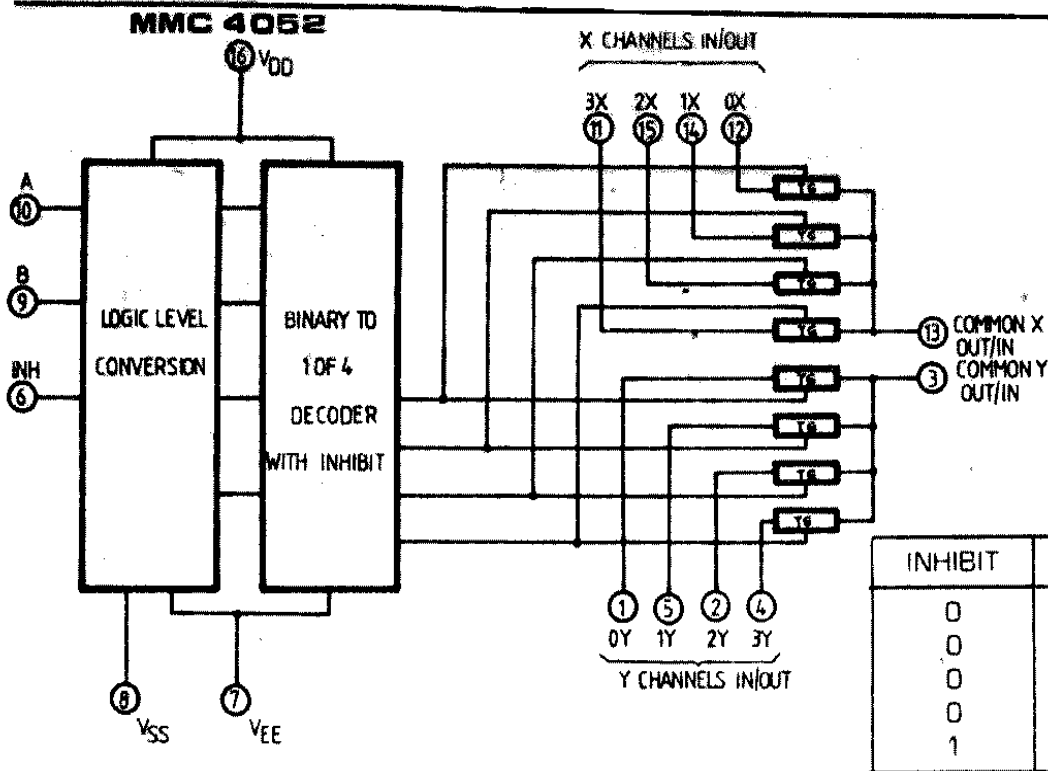 MMC 4052
16 VDD
X CHANNELS IN/OUT
3X 2X 1X 0X
11 15 14 12
A
10
B
9
INH
6
LOGIC LEVEL
CONVERSION
BINARY TO
1 OF 4
DECODER
WITH INHIBIT
TG
TG
TG
TG
TG
TG
TG
TG
13 COMMON X
OUT/IN
3 COMMON Y
OUT/IN
1 5 2 4
0Y 1Y 2Y 3Y
Y CHANNELS IN/OUT
8 VSS
7 VEE
INHIBIT
0
0
0
0
1